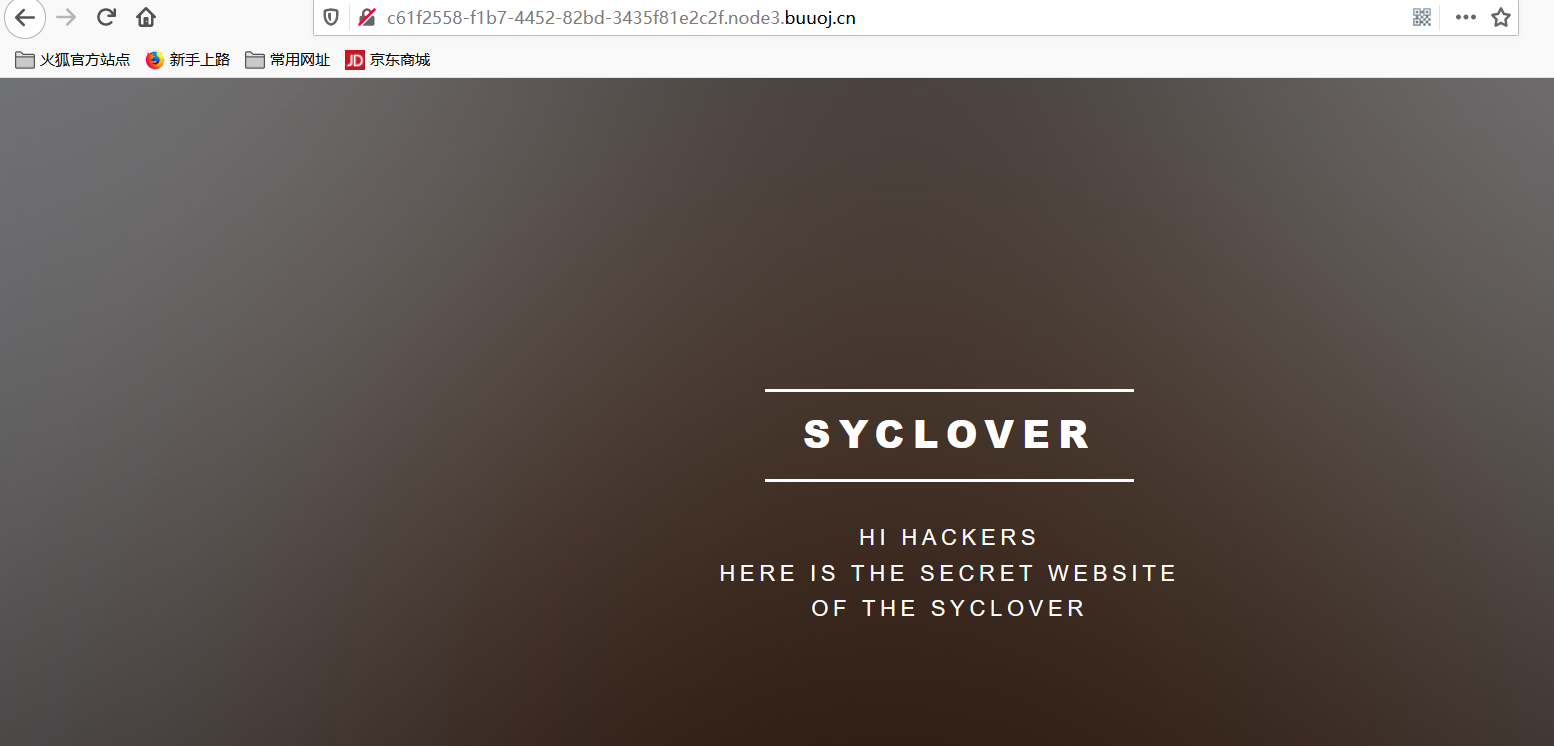 c61f2558-f1b7-4452-82bd-3435f81e2c2f.node3.buuoj.cn
火狐官方站点 新手上路 常用网址 JD 京东商城
SYCLOVER
HI HACKERS
HERE IS THE SECRET WEBSITE
OF THE SYCLOVER